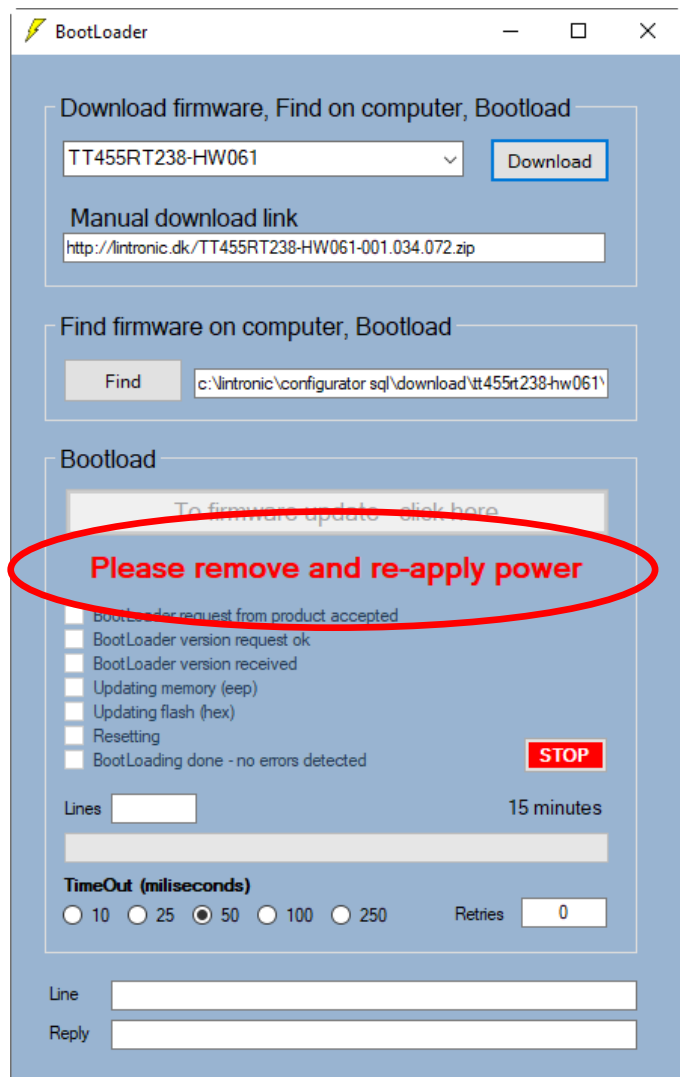 BootLoader
Download firmware, Find on computer, Bootload
TT455RT238-HW061
Download
Manual download link
http://lintronic.dk/TT455RT238-HW061-001.034.072.zip
Find firmware on computer, Bootload
Find
c:\lintronic\configurator sql\download\tt455rt238-hw061\
Bootload
To firmware update - click here
Please remove and re-apply power
BootLoader request from product accepted
BootLoader version request ok
BootLoader version received
Updating memory (eep)
Updating flash (hex)
Resetting
BootLoading done - no errors detected
STOP
Lines
15 minutes
TimeOut (miliseconds)
10 25 50 100 250 Retries 0
Line
Reply